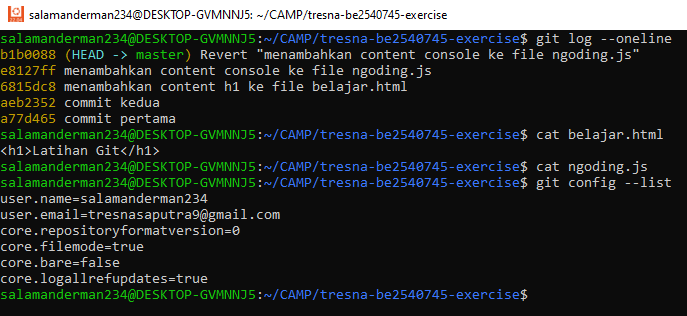 salamanderman234@DESKTOP-GVMNNJ5: ~/CAMP/tresna-be2540745-exercise
salamanderman234@DESKTOP-GVMNNJ5:~/CAMP/tresna-be2540745-exercise$ git log --oneline
b1b0088 (HEAD -> master) Revert "menambahkan content console ke file ngoding.js"
e8127ff menambahkan content console ke file ngoding.js
6815dc8 menambahkan content h1 ke file belajar.html
aeb2352 commit kedua
a77d465 commit pertama
salamanderman234@DESKTOP-GVMNNJ5:~/CAMP/tresna-be2540745-exercise$ cat belajar.html
<h1>Latihan Git</h1>
salamanderman234@DESKTOP-GVMNNJ5:~/CAMP/tresna-be2540745-exercise$ cat ngoding.js
salamanderman234@DESKTOP-GVMNNJ5:~/CAMP/tresna-be2540745-exercise$ git config --list
user.name=salamanderman234
user.email=tresnasaputra9@gmail.com
core.repositoryformatversion=0
core.filemode=true
core.bare=false
core.logallrefupdates=true
salamanderman234@DESKTOP-GVMNNJ5:~/CAMP/tresna-be2540745-exercise$